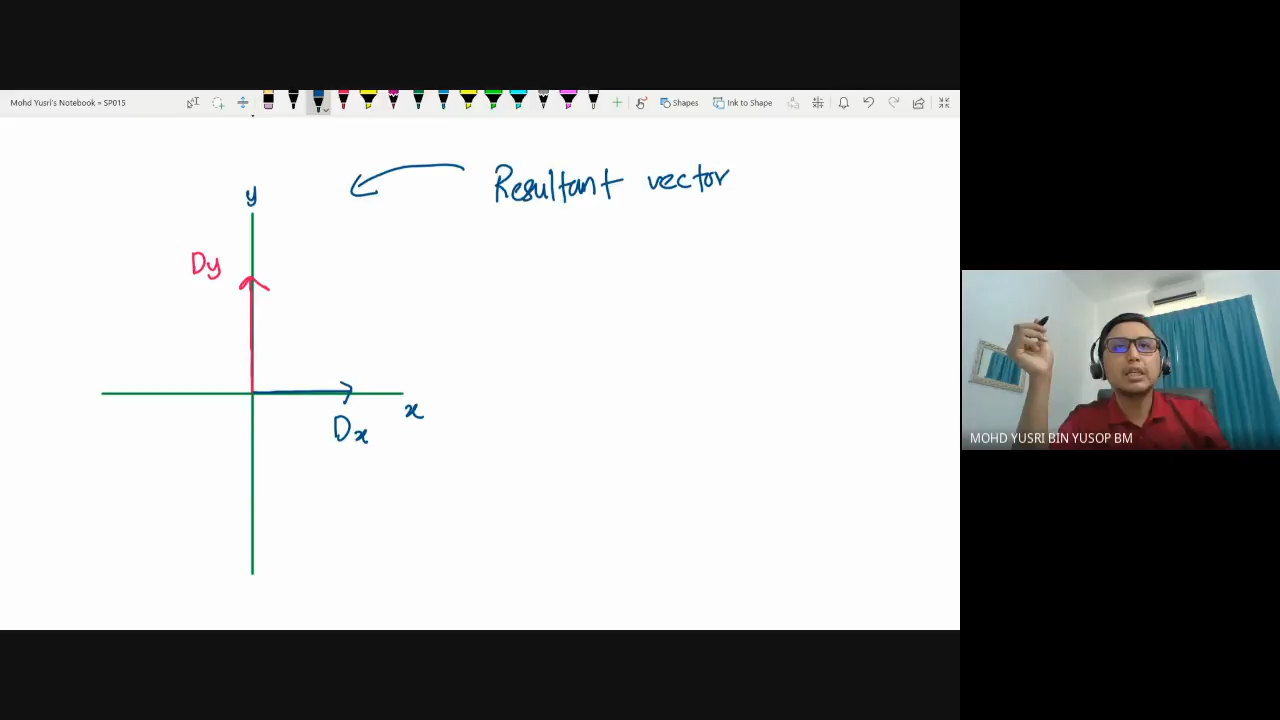 Mohd Yusri's Notebook » SP015
Shapes
Ink to Shape
Resultant vector
y
Dy
x
Dx
MOHD YUSRI BIN YUSOP BM